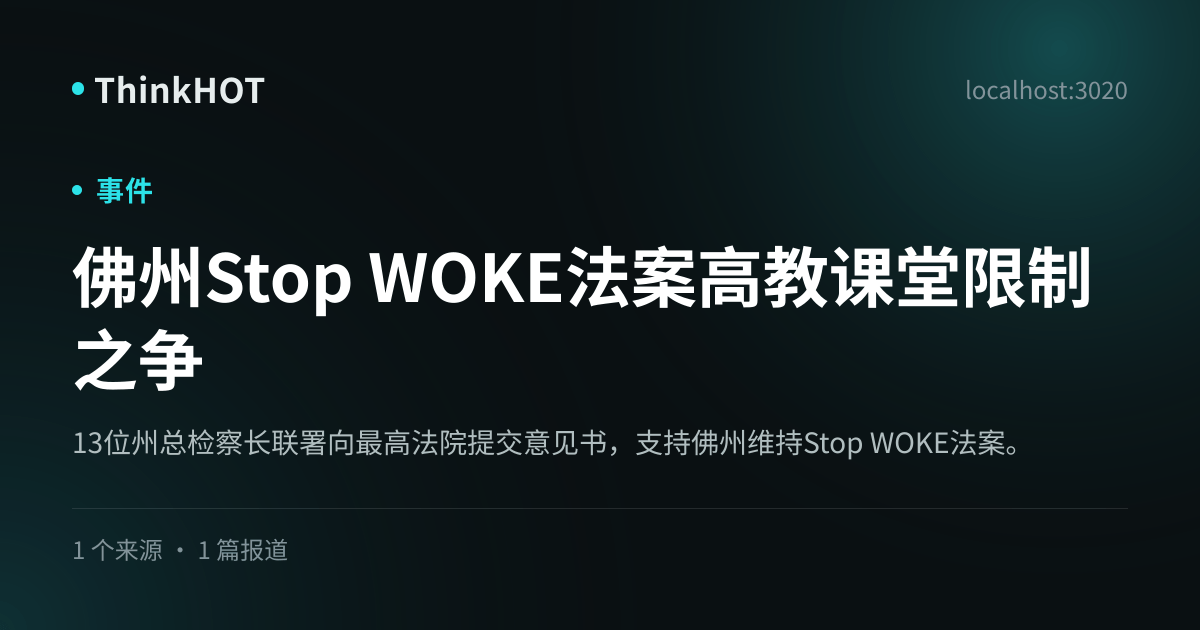 ThinkHOT
localhost:3020
事件
佛州Stop WOKE法案高教课堂限制
之争
13位州总检察长联署向最高法院提交意见书，支持佛州维持Stop WOKE法案。
1 个来源 · 1 篇报道